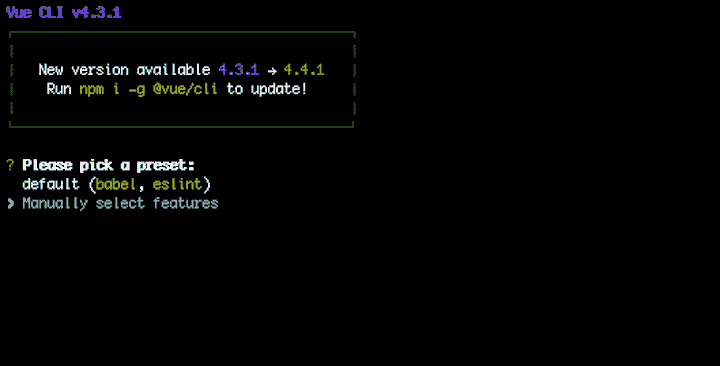 Vue CLI v4.3.1
New version available 4.3.1 → 4.4.1
Run npm i -g @vue/cli to update!
? Please pick a preset:
default (babel, eslint)
❯ Manually select features